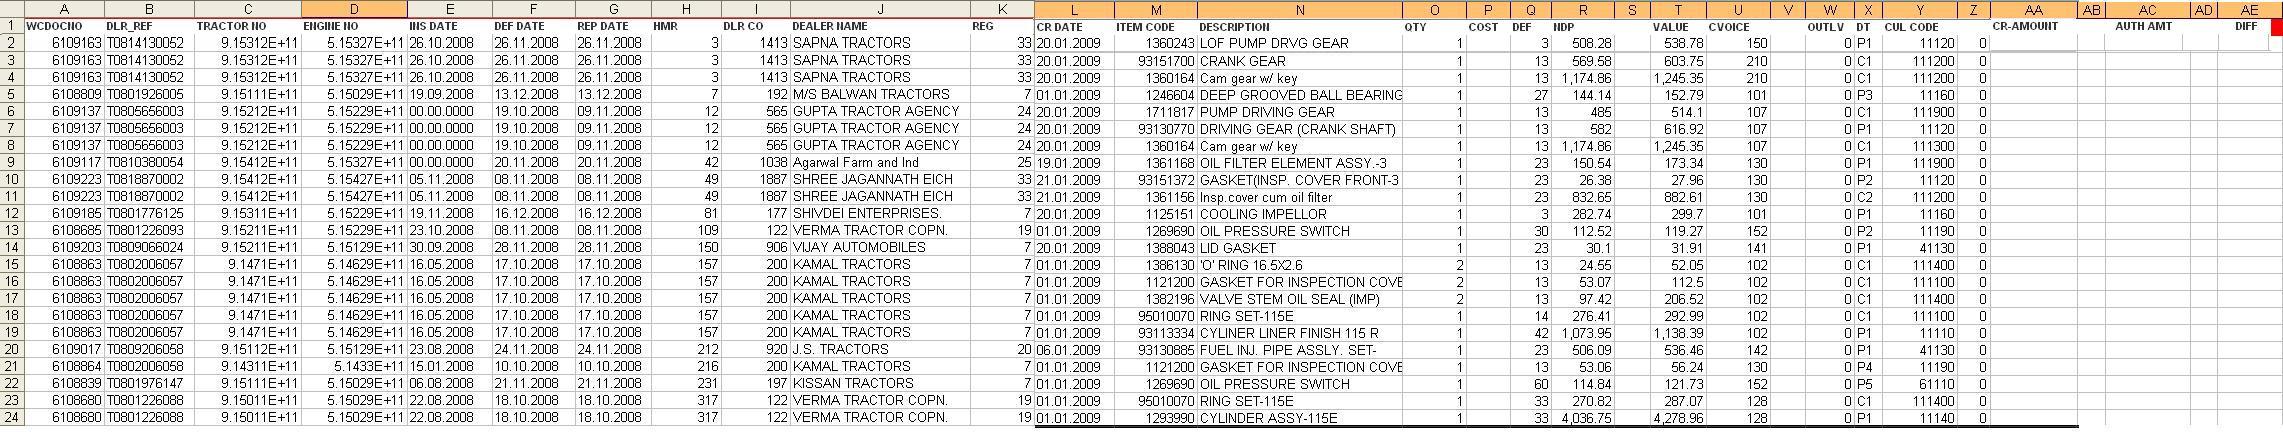 A B C D E F G H I J K L M N O P Q R S T U V W X Y Z AA AB AC AD AE
1 WCDOCNO DLR_REF TRACTOR NO ENGINE NO INS DATE DEF DATE REP DATE HMR DLR CO DEALER NAME REG CR DATE ITEM CODE DESCRIPTION QTY COST DEF NDP VALUE CVOICE OUTLV DT CUL CODE CR-AMOUNT AUTH AMT DIFF
2 6109163 T0814130052 9.15312E+11 5.15327E+11 26.10.2008 26.11.2008 26.11.2008 3 1413 SAPNA TRACTORS 33 20.01.2009 1360243 LOF PUMP DRVG GEAR 1 3 508.28 538.78 150 0 P1 11120 0
3 6109163 T0814130052 9.15312E+11 5.15327E+11 26.10.2008 26.11.2008 26.11.2008 3 1413 SAPNA TRACTORS 33 20.01.2009 93151700 CRANK GEAR 1 13 569.58 603.75 210 0 C1 111200 0
4 6109163 T0814130052 9.15312E+11 5.15327E+11 26.10.2008 26.11.2008 26.11.2008 3 1413 SAPNA TRACTORS 33 20.01.2009 1360164 Cam gear w/ key 1 13 1,174.86 1,245.35 210 0 C1 111200 0
5 6108809 T0801926005 9.15111E+11 5.15029E+11 19.09.2008 13.12.2008 13.12.2008 7 192 M/S BALWAN TRACTORS 7 01.01.2009 1246604 DEEP GROOVED BALL BEARING 1 27 144.14 152.79 101 0 P3 11160 0
6 6109137 T0805656003 9.15212E+11 5.15229E+11 00.00.0000 19.10.2008 09.11.2008 12 565 GUPTA TRACTOR AGENCY 24 20.01.2009 1711817 PUMP DRIVING GEAR 1 13 485 514.1 107 0 C1 111900 0
7 6109137 T0805656003 9.15212E+11 5.15229E+11 00.00.0000 19.10.2008 09.11.2008 12 565 GUPTA TRACTOR AGENCY 24 20.01.2009 93130770 DRIVING GEAR (CRANK SHAFT) 1 13 582 616.92 107 0 P1 11120 0
8 6109137 T0805656003 9.15212E+11 5.15229E+11 00.00.0000 19.10.2008 09.11.2008 12 565 GUPTA TRACTOR AGENCY 24 20.01.2009 1360164 Cam gear w/ key 1 13 1,174.86 1,245.35 107 0 C1 111300 0
9 6109117 T0810380054 9.15412E+11 5.15327E+11 00.00.0000 20.11.2008 20.11.2008 42 1038 Agarwal Farm and Ind 25 19.01.2009 1361168 OIL FILTER ELEMENT ASSY.-3 1 23 150.54 173.34 130 0 P1 111900 0
10 6109223 T0818870002 9.15412E+11 5.15427E+11 05.11.2008 08.11.2008 08.11.2008 49 1887 SHREE JAGANNATH EICH 33 21.01.2009 93151372 GASKET(INSP. COVER FRONT-3 1 23 26.38 27.96 130 0 P2 11120 0
11 6109223 T0818870002 9.15412E+11 5.15427E+11 05.11.2008 08.11.2008 08.11.2008 49 1887 SHREE JAGANNATH EICH 33 21.01.2009 1361156 Insp.cover cum oil filter 1 23 832.65 882.61 130 0 C2 111200 0
12 6109185 T0801776125 9.15311E+11 5.15229E+11 19.11.2008 16.12.2008 16.12.2008 81 177 SHIVDEI ENTERPRISES. 7 20.01.2009 1125151 COOLING IMPELLOR 1 3 282.74 299.7 101 0 P1 11160 0
13 6108685 T0801226093 9.15211E+11 5.15229E+11 23.10.2008 08.11.2008 08.11.2008 109 122 VERMA TRACTOR COPN. 19 01.01.2009 1269690 OIL PRESSURE SWITCH 1 30 112.52 119.27 152 0 P2 11190 0
14 6109203 T0809066024 9.15211E+11 5.15129E+11 30.09.2008 28.11.2008 28.11.2008 150 906 VIJAY AUTOMOBILES 7 20.01.2009 1388043 LID GASKET 1 23 30.1 31.91 141 0 P1 41130 0
15 6108863 T0802006057 9.1471E+11 5.14629E+11 16.05.2008 17.10.2008 17.10.2008 157 200 KAMAL TRACTORS 7 01.01.2009 1386130 'O' RING 16.5X2.6 2 13 24.55 52.05 102 0 C1 111400 0
16 6108863 T0802006057 9.1471E+11 5.14629E+11 16.05.2008 17.10.2008 17.10.2008 157 200 KAMAL TRACTORS 7 01.01.2009 1121200 GASKET FOR INSPECTION COVE 2 13 53.07 112.5 102 0 C1 111100 0
17 6108863 T0802006057 9.1471E+11 5.14629E+11 16.05.2008 17.10.2008 17.10.2008 157 200 KAMAL TRACTORS 7 01.01.2009 1382196 VALVE STEM OIL SEAL (IMP) 2 13 97.42 206.52 102 0 C1 111400 0
18 6108863 T0802006057 9.1471E+11 5.14629E+11 16.05.2008 17.10.2008 17.10.2008 157 200 KAMAL TRACTORS 7 01.01.2009 95010070 RING SET-115E 1 14 276.41 292.99 102 0 C1 111100 0
19 6108863 T0802006057 9.1471E+11 5.14629E+11 16.05.2008 17.10.2008 17.10.2008 157 200 KAMAL TRACTORS 7 01.01.2009 93113334 CYLINER LINER FINISH 115 R 1 42 1,073.95 1,138.39 102 0 P1 11110 0
20 6109017 T0809206058 9.15112E+11 5.15129E+11 23.08.2008 24.11.2008 24.11.2008 212 920 J.S. TRACTORS 20 06.01.2009 93130885 FUEL INJ. PIPE ASSLY. SET- 1 23 506.09 536.46 142 0 P1 41130 0
21 6108864 T0802006058 9.14311E+11 5.1433E+11 15.01.2008 10.10.2008 10.10.2008 216 200 KAMAL TRACTORS 7 01.01.2009 1121200 GASKET FOR INSPECTION COVE 1 13 53.06 56.24 130 0 P4 11190 0
22 6108839 T0801976147 9.15111E+11 5.15029E+11 06.08.2008 21.11.2008 21.11.2008 231 197 KISSAN TRACTORS 7 01.01.2009 1269690 OIL PRESSURE SWITCH 1 60 114.84 121.73 152 0 P5 61110 0
23 6108680 T0801226088 9.15011E+11 5.15029E+11 22.08.2008 18.10.2008 18.10.2008 317 122 VERMA TRACTOR COPN. 19 01.01.2009 95010070 RING SET-115E 1 33 270.82 287.07 128 0 C1 111400 0
24 6108680 T0801226088 9.15011E+11 5.15029E+11 22.08.2008 18.10.2008 18.10.2008 317 122 VERMA TRACTOR COPN. 19 01.01.2009 1293990 CYLINDER ASSY-115E 1 33 4,036.75 4,278.96 128 0 P1 11140 0